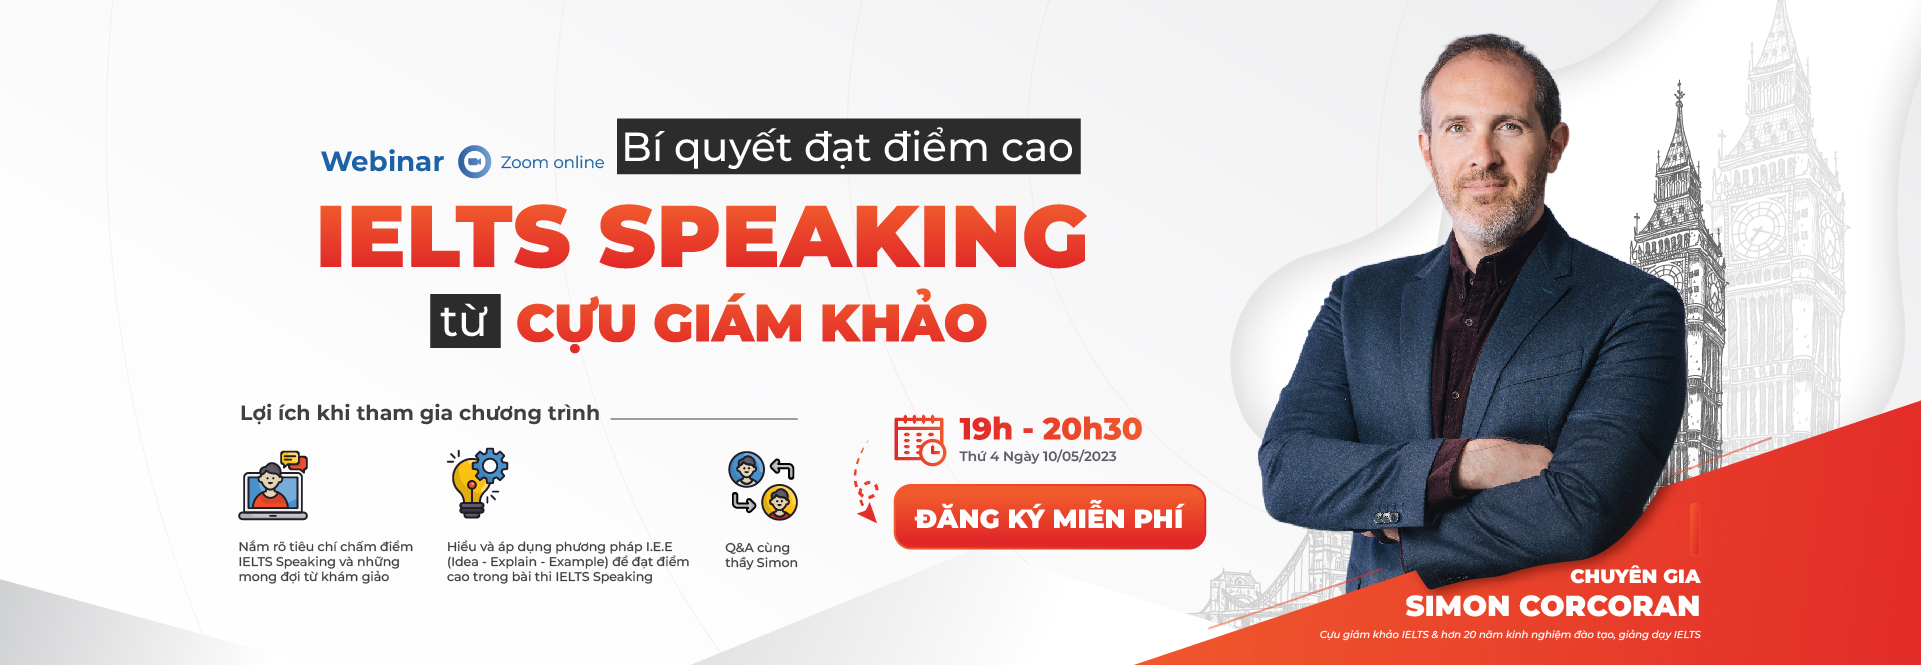 Webinar Zoom online Bí quyết đạt điểm cao
IELTS SPEAKING
từ CỰU GIÁM KHẢO
Lợi ích khi tham gia chương trình
Nắm rõ tiêu chí chấm điểm
IELTS Speaking và những
mong đợi từ khám giảo
Hiểu và áp dụng phương pháp I.E.E
(Idea - Explain - Example) để đạt điểm
cao trong bài thi IELTS Speaking
Q&A cùng
thầy Simon
19h - 20h30
Thứ 4 Ngày 10/05/2023
ĐĂNG KÝ MIỄN PHÍ
CHUYÊN GIA
SIMON CORCORAN
Cựu giám khảo IELTS & hơn 20 năm kinh nghiệm đào tạo, giảng dạy IELTS